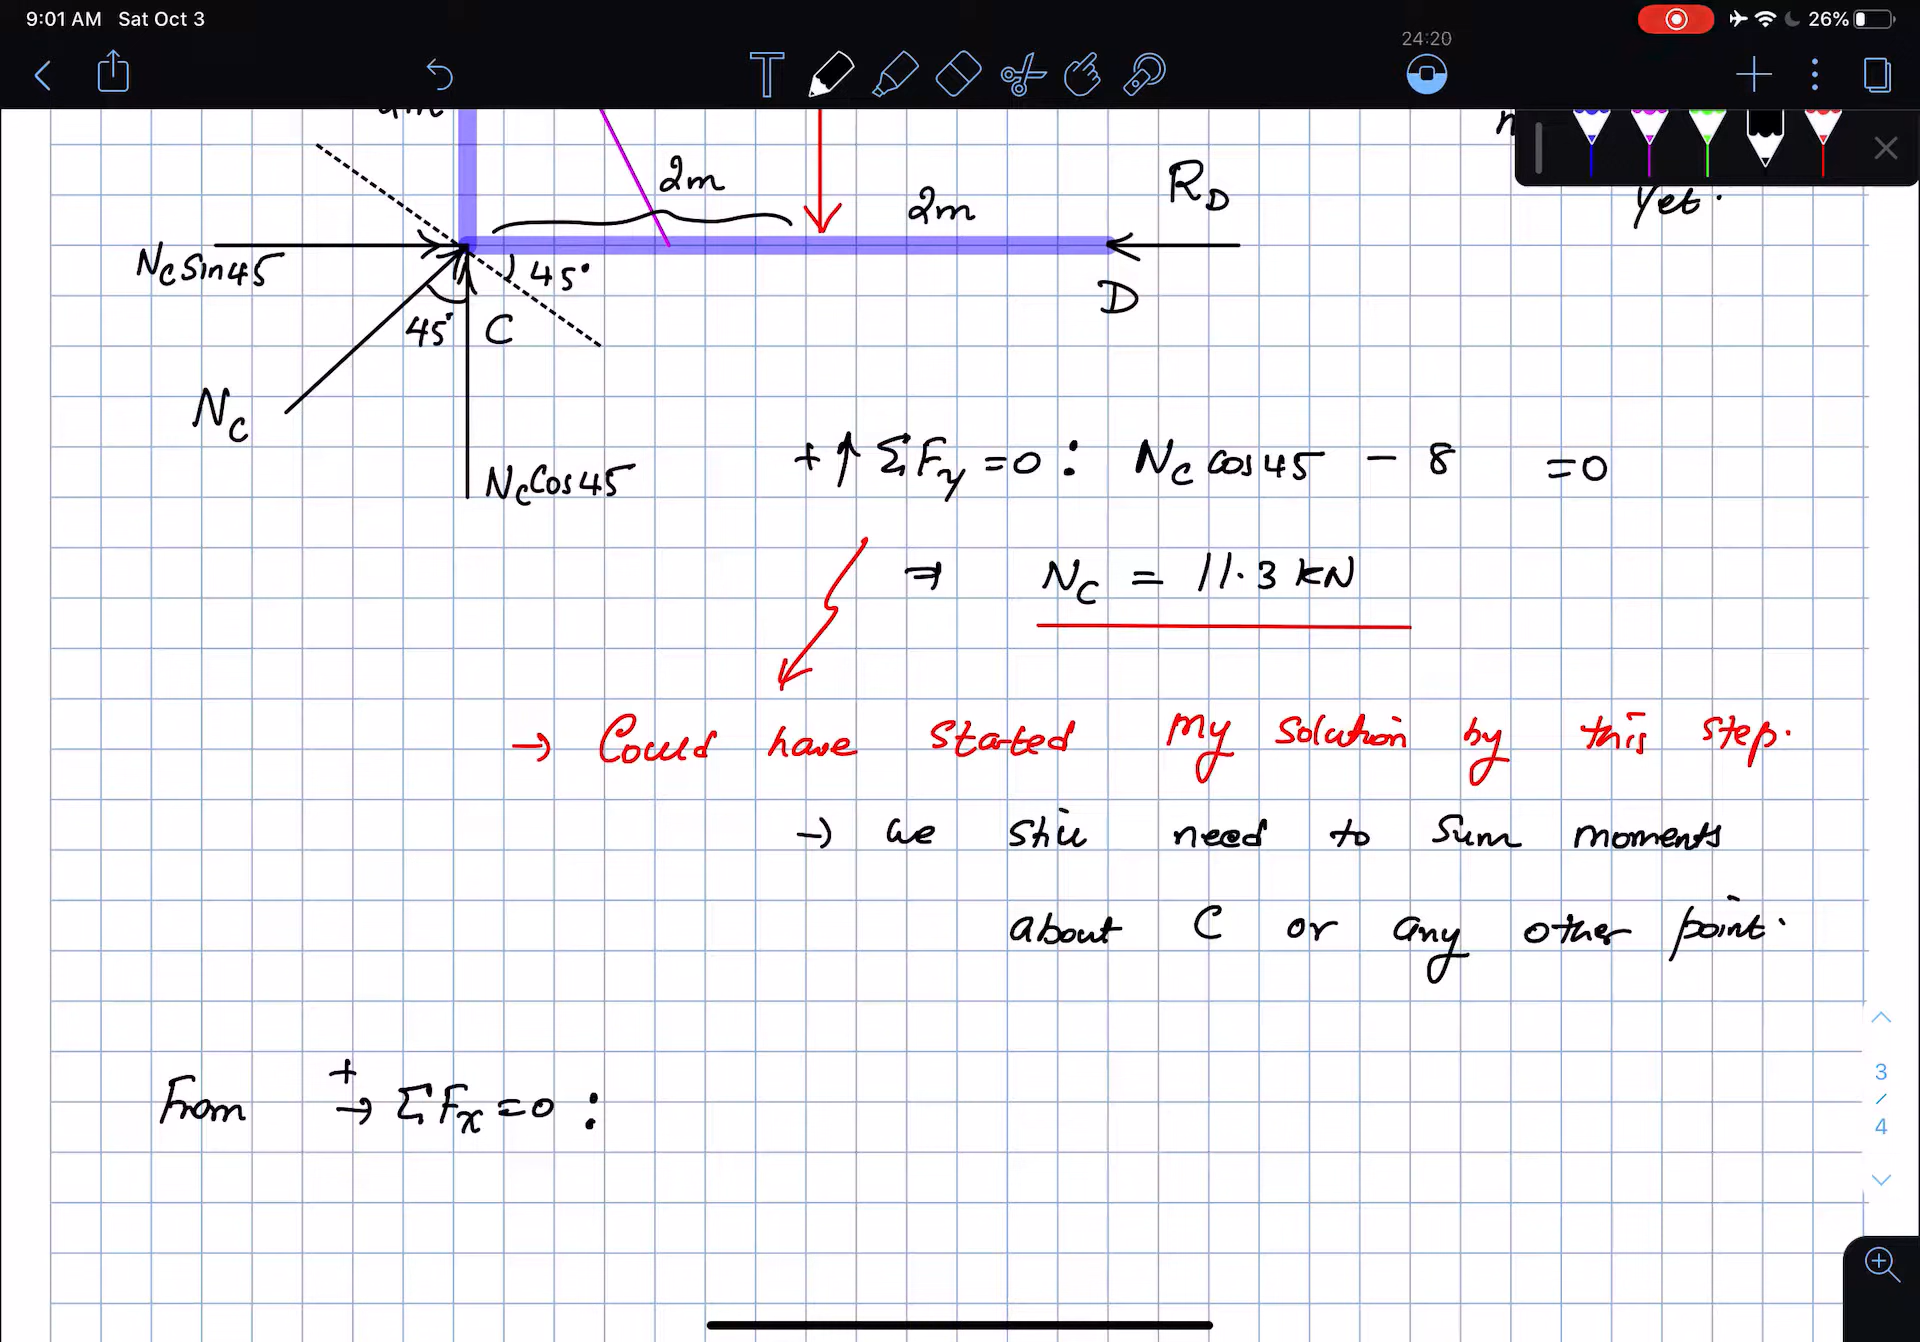 9:01 AM Sat Oct 3
26%
24:20
2m
2m
R_D
Yet.
N_C Sin45
45°
D
45°
C
N_C
N_C Cos45
+↑ ΣF_y = 0 : N_C cos45 - 8 = 0
⇒ N_C = 11.3 kN
→ Could have started my solution by this step.
→ we still need to sum moments
about C or any other point.
From +→ ΣF_x = 0 :
3
/
4